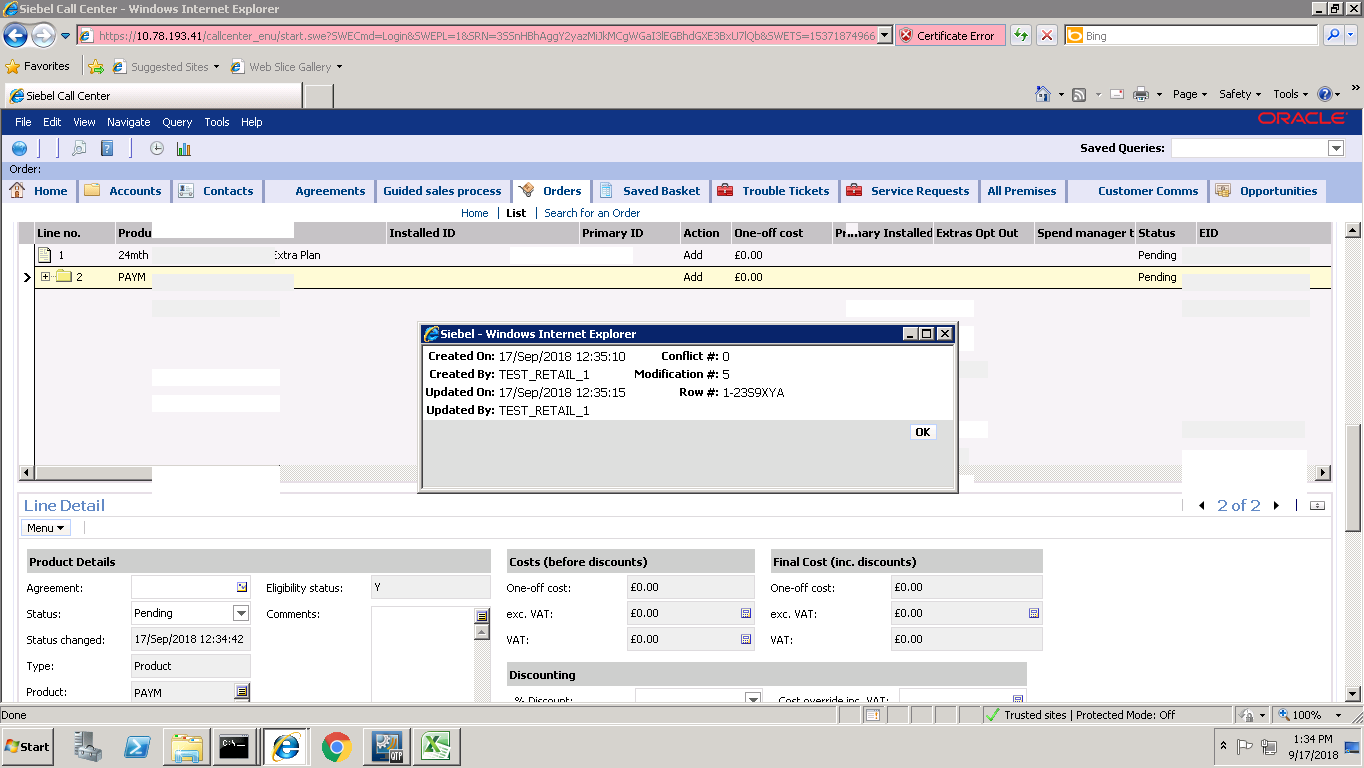 Siebel Call Center - Windows Internet Explorer
https://10.78.193.41/callcenter_enu/start.swe?SWECmd=Login&SWEPL=1&SRN= Certificate Error Bing
Favorites Suggested Sites Web Slice Gallery
Siebel Call Center Page Safety Tools
File Edit View Navigate Query Tools Help ORACLE
Saved Queries:
Order:
Home Accounts Contacts Agreements Guided sales process Orders Saved Basket Trouble Tickets Service Requests All Premises Customer Comms Opportunities
Home List Search for an Order
Line no. Produ Installed ID Primary ID Action One-off cost Primary Installed Extras Opt Out Spend manager t Status EID
1 24mth Extra Plan Add £0.00 Pending
2 PAYM Add £0.00 Pending
Siebel - Windows Internet Explorer
Created On: 17/Sep/2018 12:35:10 Conflict #: 0
Created By: TEST_RETAIL_1 Modification #: 5
Updated On: 17/Sep/2018 12:35:15 Row #: 1-23S9XYA
Updated By: TEST_RETAIL_1
OK
Line Detail 2 of 2
Menu
Product Details Costs (before discounts) Final Cost (inc. discounts)
Agreement: Eligibility status: Y One-off cost: £0.00 One-off cost: £0.00
Status: Pending Comments: exc. VAT: £0.00 exc. VAT: £0.00
Status changed: 17/Sep/2018 12:34:42 VAT: £0.00 VAT: £0.00
Type: Product
Discounting
Product: PAYM % Discount: Cost override inc. VAT:
Done Trusted sites | Protected Mode: Off 100%
Start C:\ QTP 1:34 PM
9/17/2018